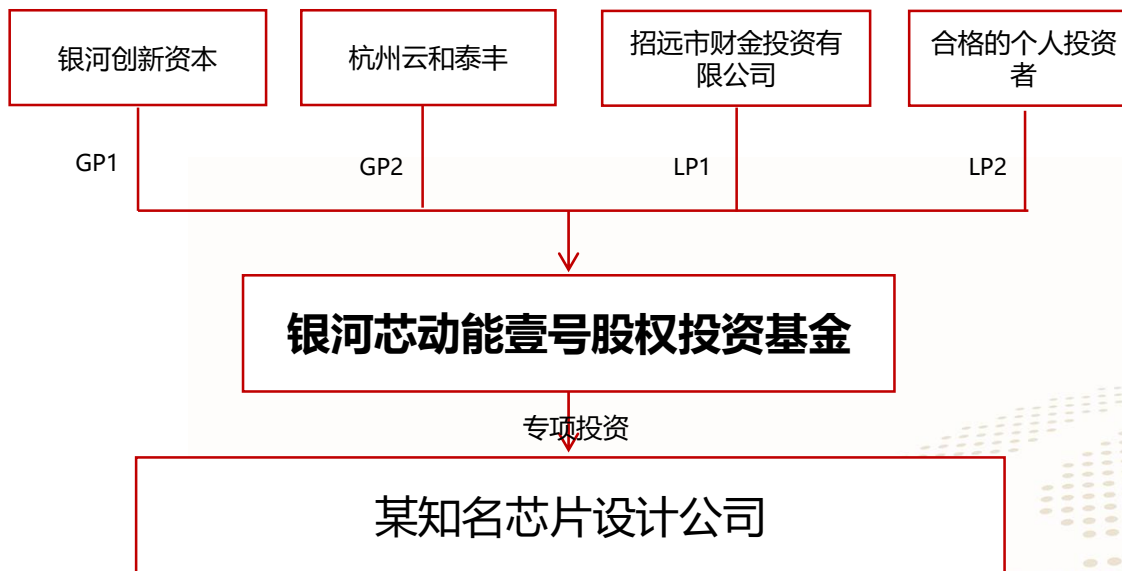 银河创新资本
杭州云和泰丰
招远市财金投资有
限公司
合格的个人投资
者
GP1
GP2
LP1
LP2
银河芯动能壹号股权投资基金
专项投资
某知名芯片设计公司